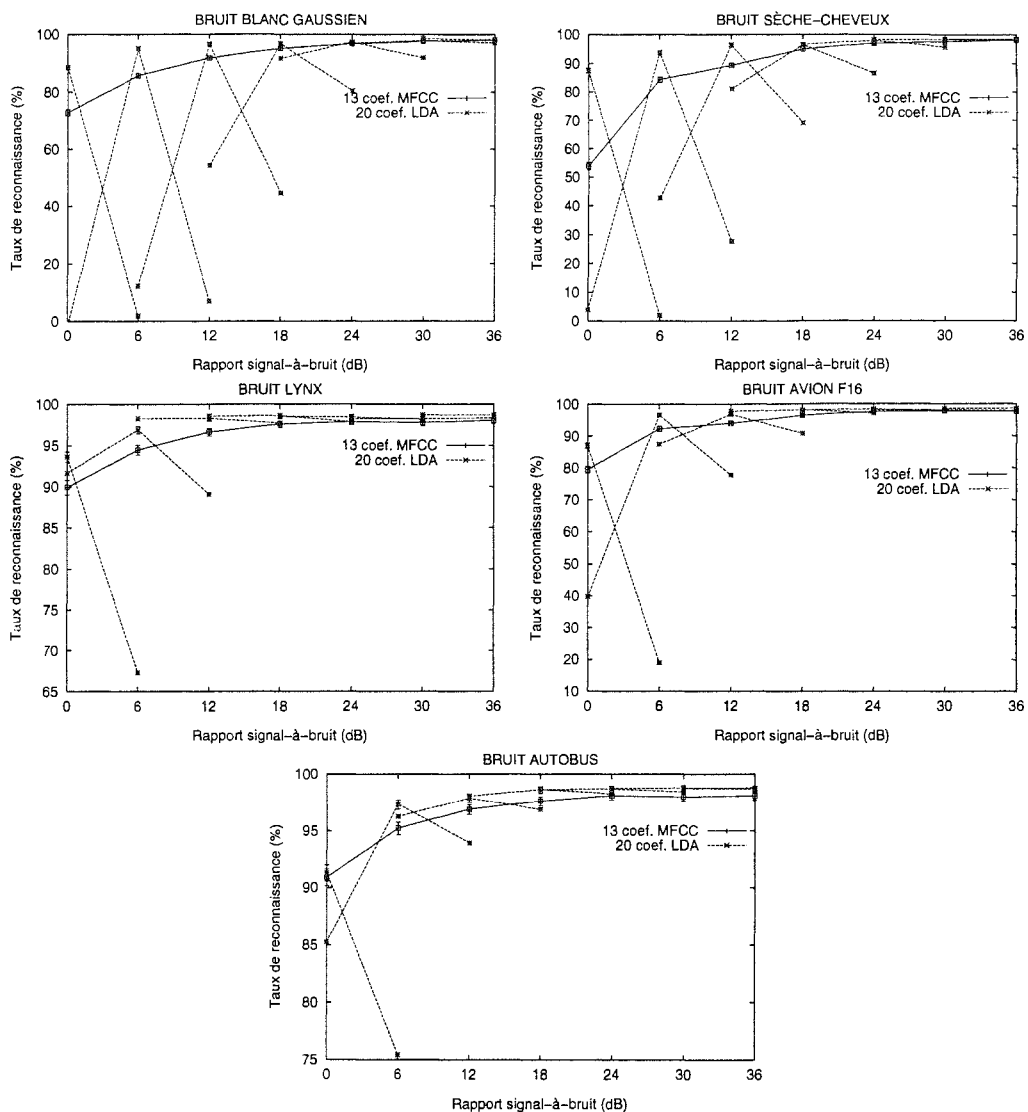 BRUIT BLANC GAUSSIEN
100
80
60
40
20
0
0 6 12 18 24 30 36
Taux de reconnaissance (%)
Rapport signal-à-bruit (dB)
13 coef. MFCC
20 coef. LDA
BRUIT SÈCHE-CHEVEUX
100
90
80
70
60
50
40
30
20
10
0
0 6 12 18 24 30 36
Taux de reconnaissance (%)
Rapport signal-à-bruit (dB)
13 coef. MFCC
20 coef. LDA
BRUIT LYNX
100
95
90
85
80
75
70
65
0 6 12 18 24 30 36
Taux de reconnaissance (%)
Rapport signal-à-bruit (dB)
13 coef. MFCC
20 coef. LDA
BRUIT AVION F16
100
90
80
70
60
50
40
30
20
10
0 6 12 18 24 30 36
Taux de reconnaissance (%)
Rapport signal-à-bruit (dB)
13 coef. MFCC
20 coef. LDA
BRUIT AUTOBUS
100
95
90
85
80
75
0 6 12 18 24 30 36
Taux de reconnaissance (%)
Rapport signal-à-bruit (dB)
13 coef. MFCC
20 coef. LDA